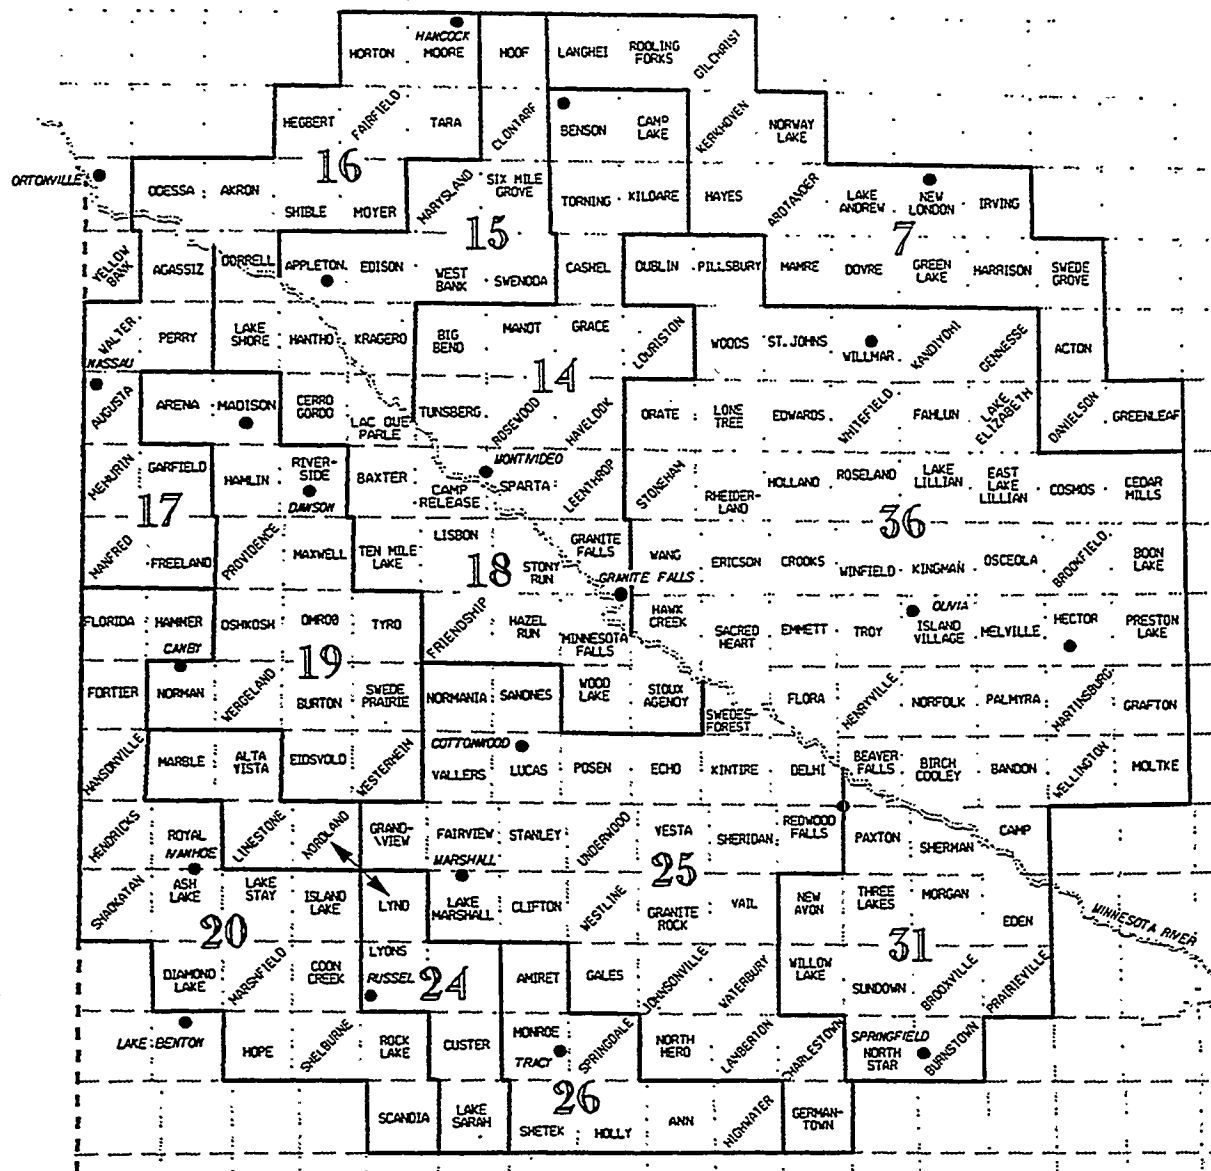 HANCOCK
HORTON MOORE HOOF LANGHEI ROOLING
FORKS GILCHRIST
HEGBERT FAIRFIELD TARA CLONTARF BENSON CAMP
LAKE KERKHOVEN NORWAY
LAKE
16
ORTONVILLE ODESSA AKRON SHIBLE MOYER MARYSLAND SIX MILE
GROVE TORNING KILDARE HAYES AROTANDER LAKE
ANDREW NEW
LONDON IRVING
15 7
YELLOW
BANK AGASSIZ DORRELL APPLETON EDISON WEST
BANK SWENODA CASHEL DUBLIN PILLSBURY MAMRE DOVRE GREEN
LAKE HARRISON SWEDE
GROVE
WALTER PERRY LAKE
SHORE HANTHO KRAGERO BIG
BEND MANDT GRACE LOURISTON WOODS ST. JOHNS WILLMAR KANDIYOHI GENNESSE ACTON
NASSAU 14
AUGUSTA ARENA MADISON CERRO
GORDO LAC QUE
PARLE TUNSBERG ROSEWOOD HAVELOOK ORATE LONE
TREE EDWARDS WHITEFIELD FAHLUN LAKE
ELIZABETH DANIELSON GREENLEAF
MONTIVIDEO
MEHURIN GARFIELD HAMLIN RIVER-
SIDE DAWSON BAXTER CAMP
RELEASE SPARTA LEENTHROP STONEHAM RHEIDER-
LAND HOLLAND ROSELAND LAKE
LILLIAN EAST
LAKE
LILLIAN COSMOS CEDAR
MILLS
17 36
MANFRED FREELAND PROVIDENCE MAXWELL TEN MILE
LAKE LISBON STONY
RUN GRANITE
FALLS WANG ERICSON CROOKS WINFIELD KINGMAN OSCEOLA BROOKFIELD BOON
LAKE
18 GRANITE FALLS
FLORIDA HAMMER OSHKOSH OMROO TYRO FRIENDSHIP HAZEL
RUN MINNESOTA
FALLS HAWK
CREEK SACRED
HEART EMMETT TROY OLIVIA
ISLAND
VILLAGE MELVILLE HECTOR PRESTON
LAKE
CANBY 19
FORTIER NORMAN WERGELAND BURTON SWEDE
PRAIRIE NORMANIA SANDNES WOOD
LAKE SIOUX
AGENCY SWEDES
FOREST FLORA HENRYVILLE NORFOLK PALMYRA MARTINSBURG GRAFTON
COTTONWOOD
HANSONVILLE MARBLE ALTA
VISTA EIDSVOLD WESTERHEIM VALLERS LUCAS POSEN ECHO KINTIRE DELHI BEAVER
FALLS BIRCH
COOLEY BANDON WELLINGTON MOLTKE
HENDRICKS ROYAL LINESTONE NORDLAND GRAND-
VIEW FAIRVIEW STANLEY UNDERWOOD VESTA SHERIDAN REDWOOD
FALLS PAXTON SHERMAN CAMP
IVANHOE MARSHALL 25
SHAOKATAN ASH
LAKE LAKE
STAY ISLAND
LAKE LYND LAKE
MARSHALL CLIFTON WESTLINE GRANITE
ROCK VAIL NEW
AVON THREE
LAKES MORGAN EDEN MINNESOTA RIVER
20 31
DIAMOND
LAKE MARSHFIELD COON
CREEK LYONS
RUSSEL 24 AMIRET GALES JOHNSONVILLE WATERBURY WILLOW
LAKE SUNDOWN BROOKVILLE PRAIRIEVILLE
LAKE BENTON HOPE SHELBURNE ROCK
LAKE CUSTER MONROE
TRACY SPRINGDALE NORTH
HERO LANBERTON CHARLESTOWN SPRINGFIELD
NORTH
STAR BURNSTOWN
26
SCANDIA LAKE
SARAH SHETEK HOLLY ANN HIGHWATER GERMAN-
TOWN